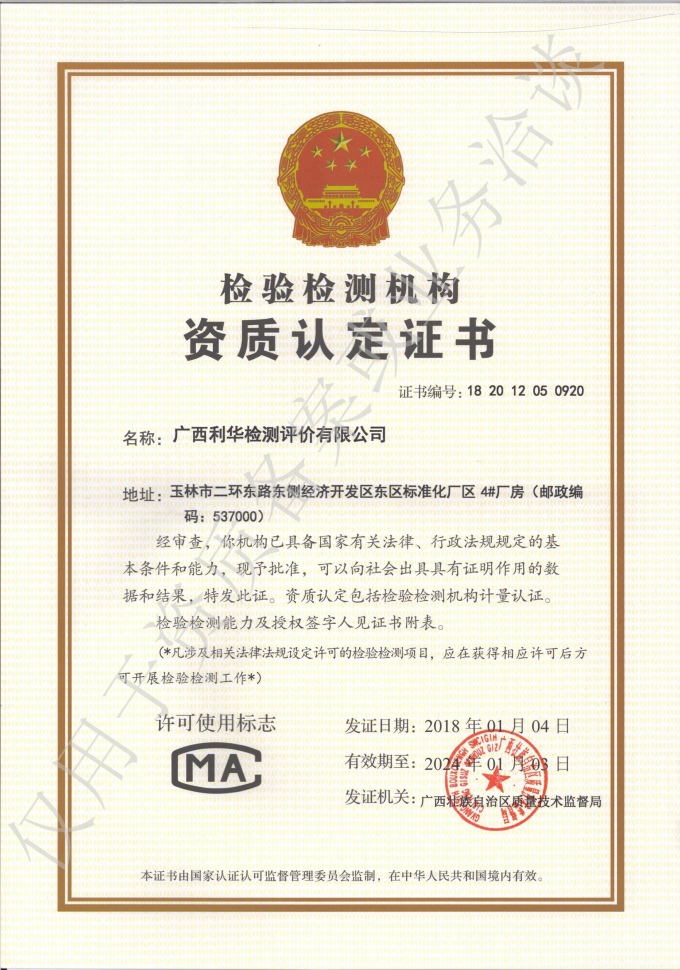 检验检测机构
资质认定证书
证书编号：18 20 12 05 0920
名称：广西利华检测评价有限公司
地址：玉林市二环东路东侧经济开发区东区标准化厂区 4#厂房（邮政编
码：537000）
经审查，你机构已具备国家有关法律、行政法规规定的基
本条件和能力，现予批准，可以向社会出具具有证明作用的数
据和结果，特发此证。资质认定包括检验检测机构计量认证。
检验检测能力及授权签字人见证书附表。
(*凡涉及相关法律法规设定许可的检验检测项目，应在获得相应许可后方
可开展检验检测工作*)
许可使用标志
MA
发证日期：2018 年 01 月 04 日
有效期至：2024 年 01 月 03 日
发证机关：广西壮族自治区质量技术监督局
本证书由国家认证认可监督管理委员会监制，在中华人民共和国境内有效。
仅用于资质备案或业务洽谈